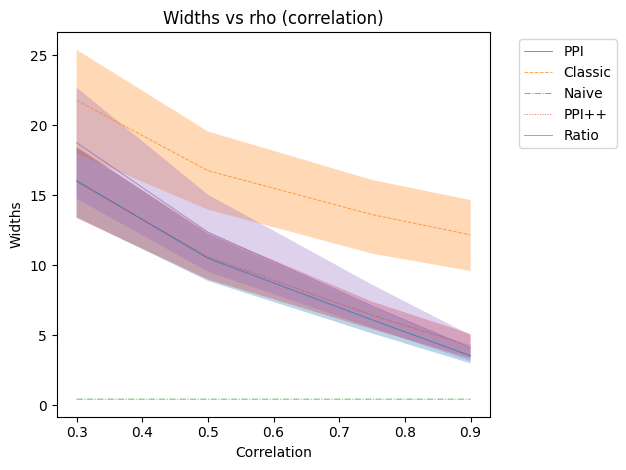 Widths vs rho (correlation)
PPI
Classic
Naive
PPI++
Ratio
25
20
15
10
5
0
Widths
0.3 0.4 0.5 0.6 0.7 0.8 0.9
Correlation